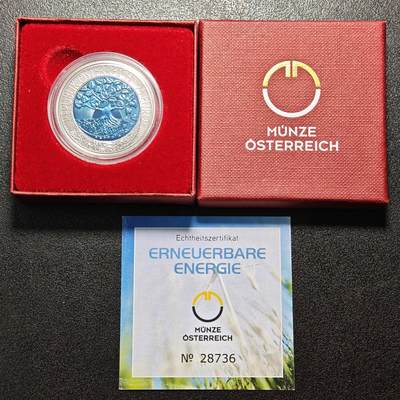 MÜNZE
ÖSTERREICH
Echtheitszertifikat
ERNEUERBARE
ENERGIE
MÜNZE
ÖSTERREICH
№ 28736